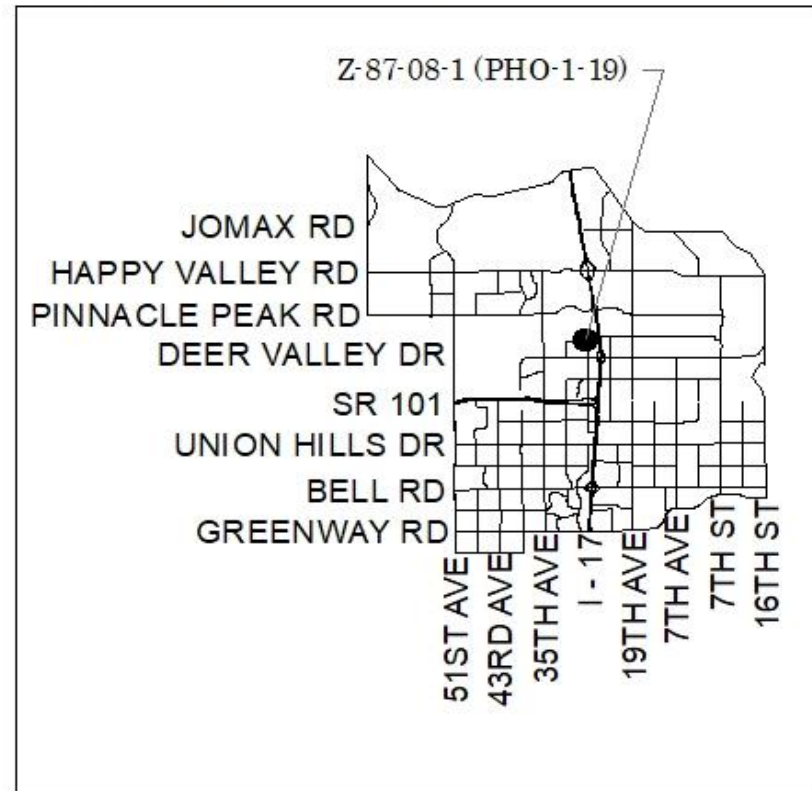 Z-87-08-1 (PHO-1-19)
JOMAX RD
HAPPY VALLEY RD
PINNACLE PEAK RD
DEER VALLEY DR
SR 101
UNION HILLS DR
BELL RD
GREENWAY RD
51ST AVE
43RD AVE
35TH AVE
I - 17
19TH AVE
7TH AVE
7TH ST
16TH ST